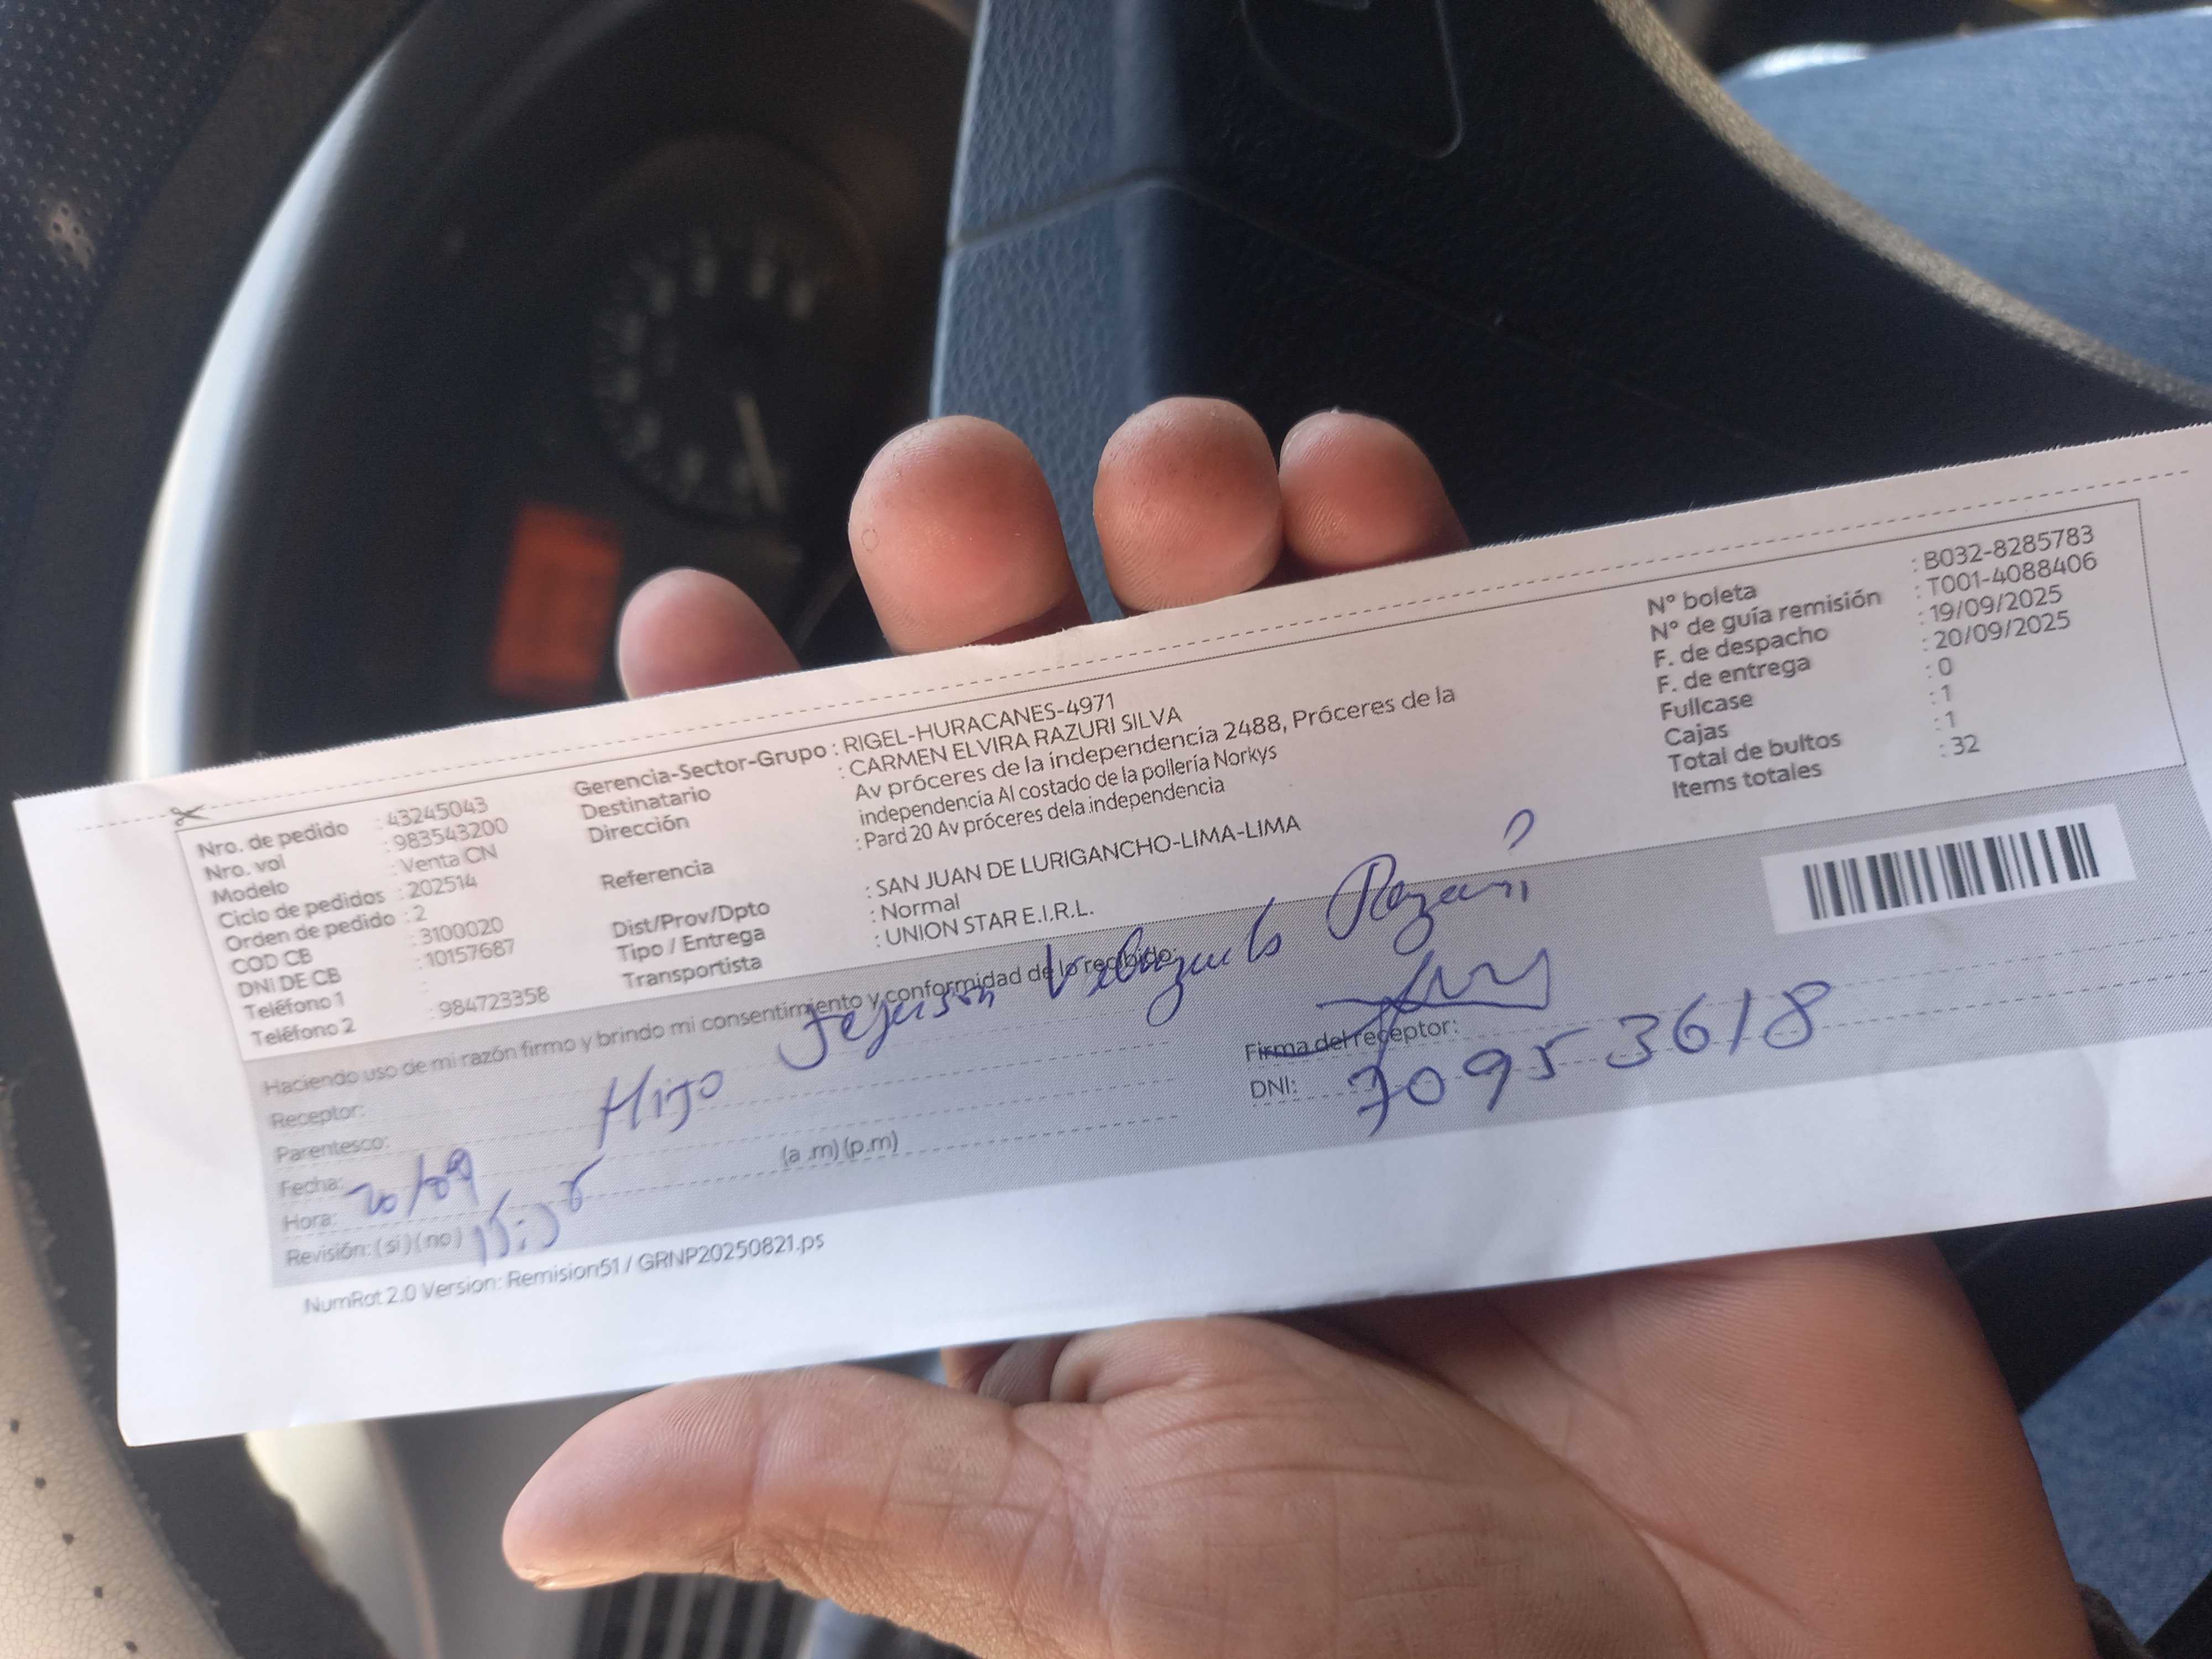 Nro. de pedido : 43245043
Nro. vol : 983543200
Modelo : Venta CN
Ciclo de pedidos : 202514
Orden de pedido : 2
COD CB : 3100020
DNI DE CB : 10157687
Teléfono 1 :
Teléfono 2 : 984723358
Gerencia-Sector-Grupo : RIGEL-HURACANES-4971
Destinatario : CARMEN ELVIRA RAZURI SILVA
Dirección Av próceres de la independencia 2488, Próceres de la
independencia Al costado de la pollería Norkys
Referencia : Pard 20 Av próceres dela independencia
Dist/Prov/Dpto : SAN JUAN DE LURIGANCHO-LIMA-LIMA
Tipo / Entrega : Normal
Transportista : UNION STAR E.I.R.L.
N° boleta : B032-8285783
N° de guía remisión : T001-4088406
F. de despacho : 19/09/2025
F. de entrega : 20/09/2025
Fullcase : 0
Cajas : 1
Total de bultos : 1
Items totales : 32
Haciendo uso de mi razón firmo y brindo mi consentimiento y conformidad de lo recibido:
Receptor: Razuri
Parentesco: Hijo
Fecha: 20/09
Hora: (a .m) (p.m)
Revisión: ( si ) ( no )
Firma del receptor:
DNI: 70953618
NumRot 2.0 Version: Remision51 / GRNP20250821.ps